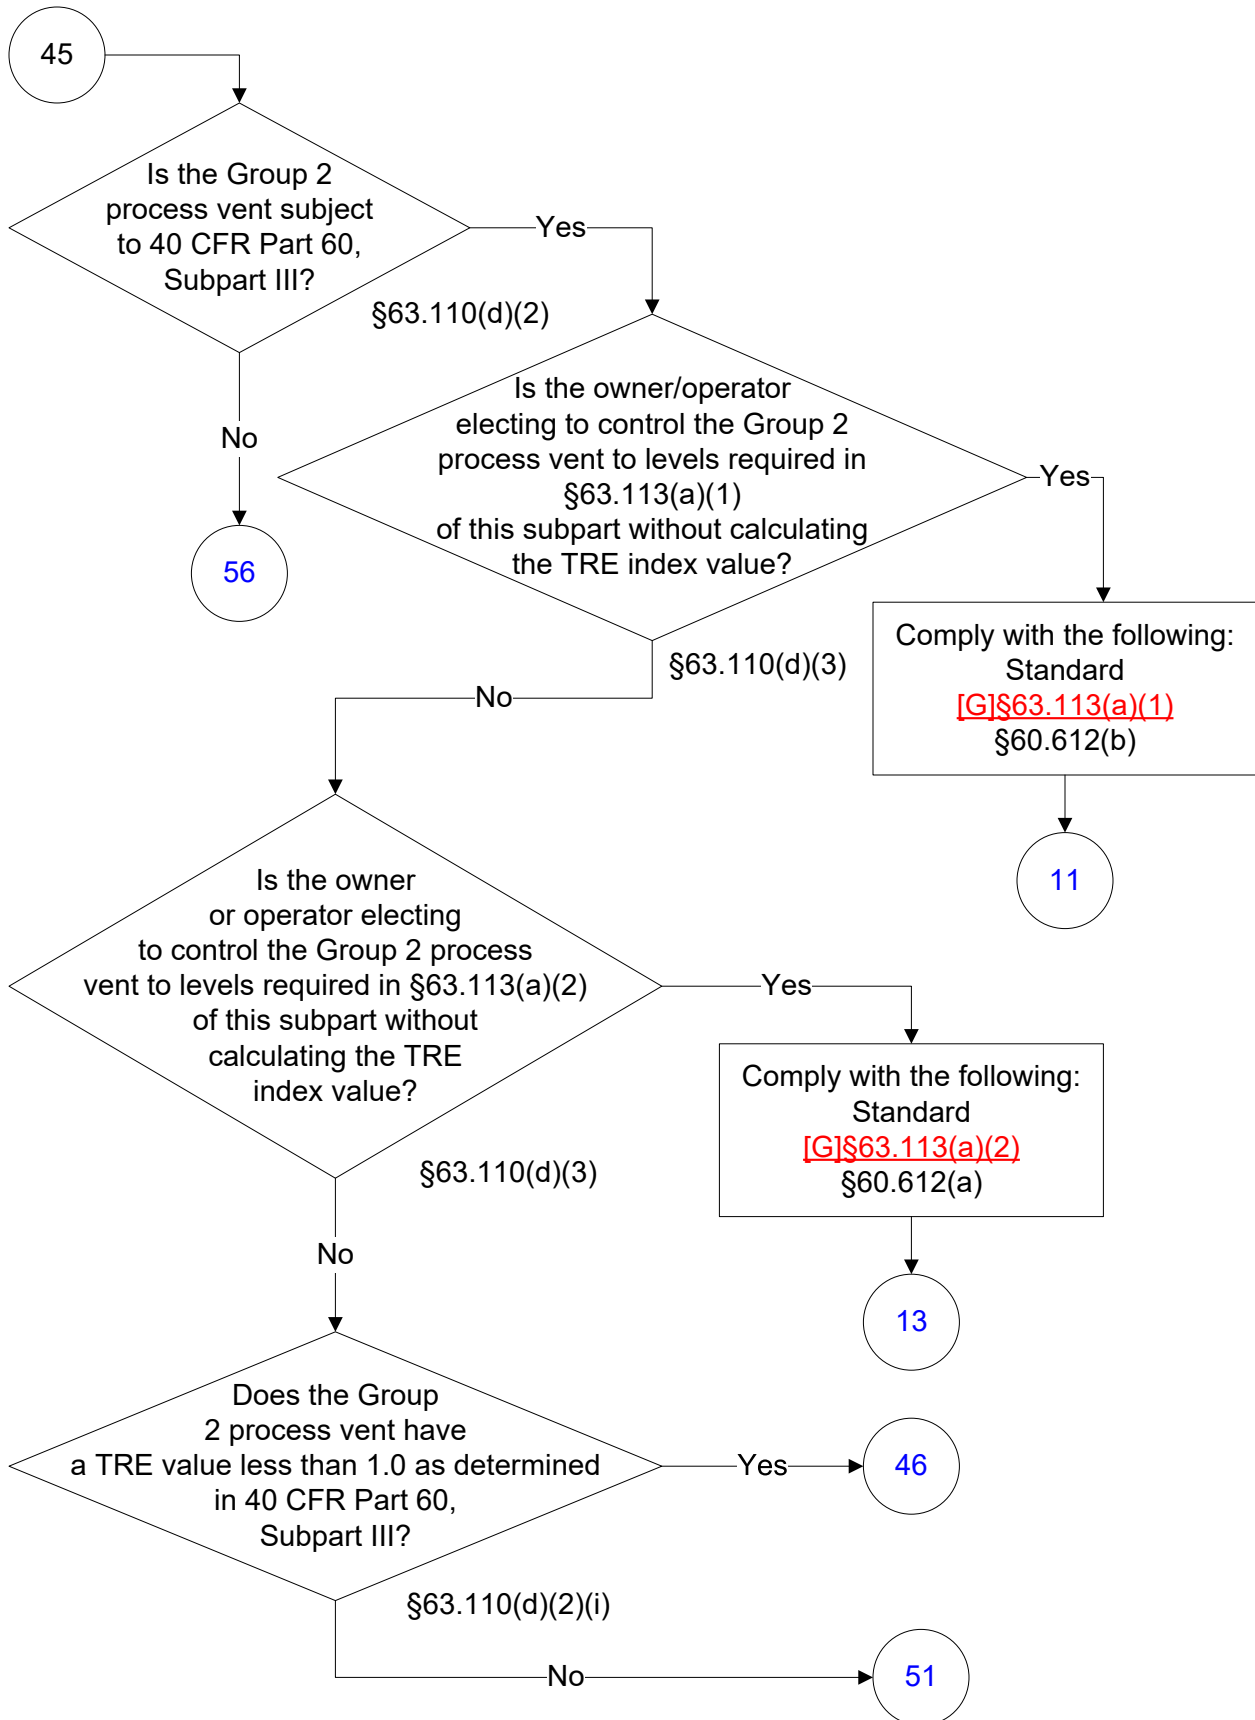 45
Is the Group 2
process vent subject
to 40 CFR Part 60,
Subpart III?
Yes
§63.110(d)(2)
No
56
Is the owner/operator
electing to control the Group 2
process vent to levels required in
§63.113(a)(1)
of this subpart without calculating
the TRE index value?
Yes
§63.110(d)(3)
No
Comply with the following:
Standard
[G]§63.113(a)(1)
§60.612(b)
11
Is the owner
or operator electing
to control the Group 2 process
vent to levels required in §63.113(a)(2)
of this subpart without
calculating the TRE
index value?
Yes
§63.110(d)(3)
No
Comply with the following:
Standard
[G]§63.113(a)(2)
§60.612(a)
13
Does the Group
2 process vent have
a TRE value less than 1.0 as determined
in 40 CFR Part 60,
Subpart III?
Yes
46
§63.110(d)(2)(i)
No
51